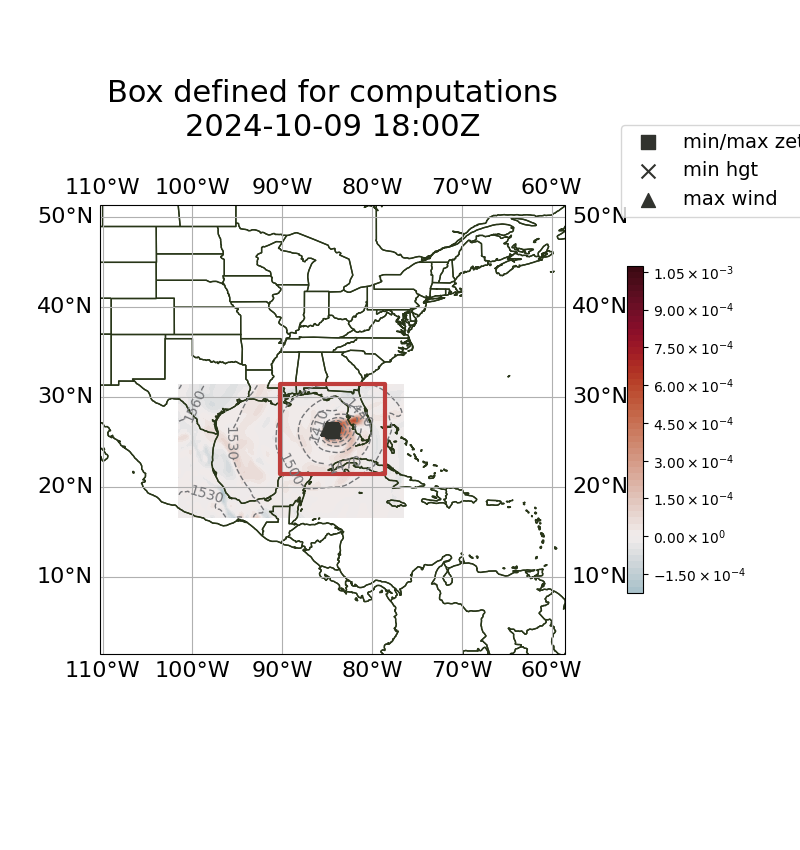 Box defined for computations
2024-10-09 18:00Z
min/max zet
min hgt
max wind
110°W 100°W 90°W 80°W 70°W 60°W
50°N 50°N
40°N 40°N
30°N 30°N
20°N 20°N
10°N 10°N
110°W 100°W 90°W 80°W 70°W 60°W
1560
1530
1530
1500
1410
1.05 × 10⁻³
9.00 × 10⁻⁴
7.50 × 10⁻⁴
6.00 × 10⁻⁴
4.50 × 10⁻⁴
3.00 × 10⁻⁴
1.50 × 10⁻⁴
0.00 × 10⁰
−1.50 × 10⁻⁴